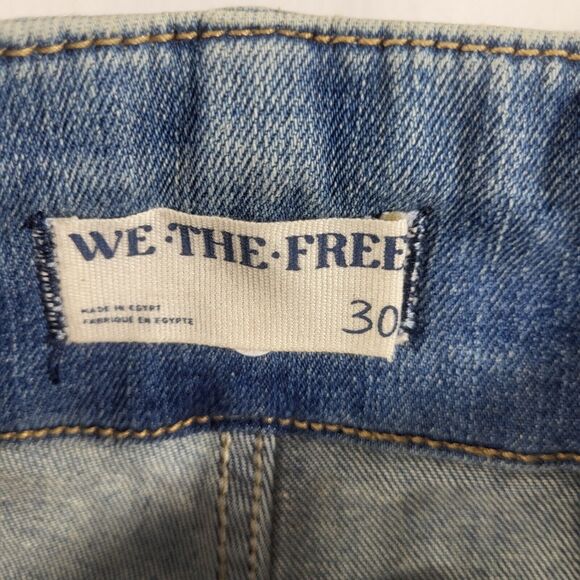 WE·THE·FREE
MADE IN EGYPT
FABRIQUÉ EN EGYPTE
30